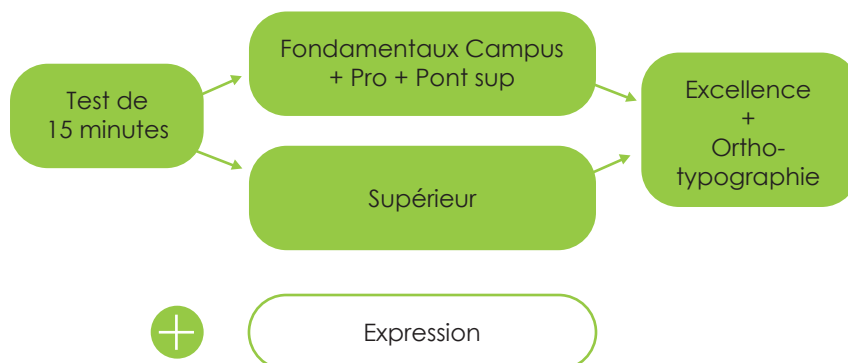 Test de
15 minutes
Fondamentaux Campus
+ Pro + Pont sup
Supérieur
Excellence
+
Ortho-
typographie
+
Expression